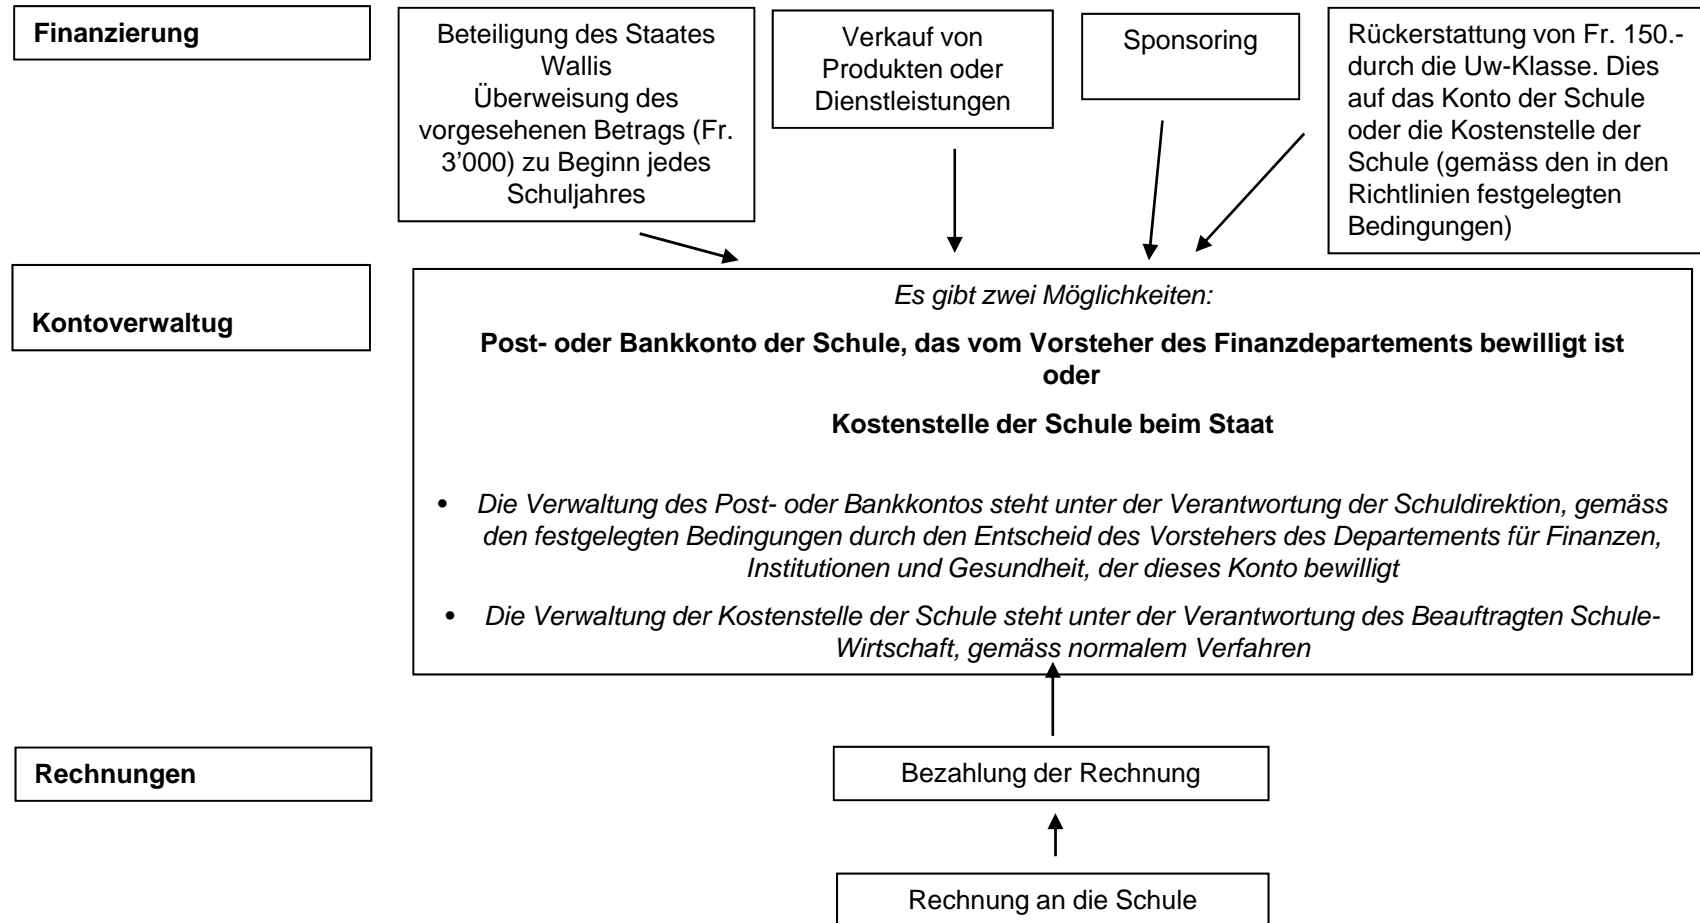 Finanzierung
Beteiligung des Staates
Wallis
Überweisung des
vorgesehenen Betrags (Fr.
3’000) zu Beginn jedes
Schuljahres
Verkauf von
Produkten oder
Dienstleistungen
Sponsoring
Rückerstattung von Fr. 150.-
durch die Uw-Klasse. Dies
auf das Konto der Schule
oder die Kostenstelle der
Schule (gemäss den in den
Richtlinien festgelegten
Bedingungen)
Kontoverwaltug
Es gibt zwei Möglichkeiten:
Post- oder Bankkonto der Schule, das vom Vorsteher des Finanzdepartements bewilligt ist
oder
Kostenstelle der Schule beim Staat
• Die Verwaltung des Post- oder Bankkontos steht unter der Verantwortung der Schuldirektion, gemäss
den festgelegten Bedingungen durch den Entscheid des Vorstehers des Departements für Finanzen,
Institutionen und Gesundheit, der dieses Konto bewilligt
• Die Verwaltung der Kostenstelle der Schule steht unter der Verantwortung des Beauftragten Schule-
Wirtschaft, gemäss normalem Verfahren
Rechnungen
Bezahlung der Rechnung
Rechnung an die Schule